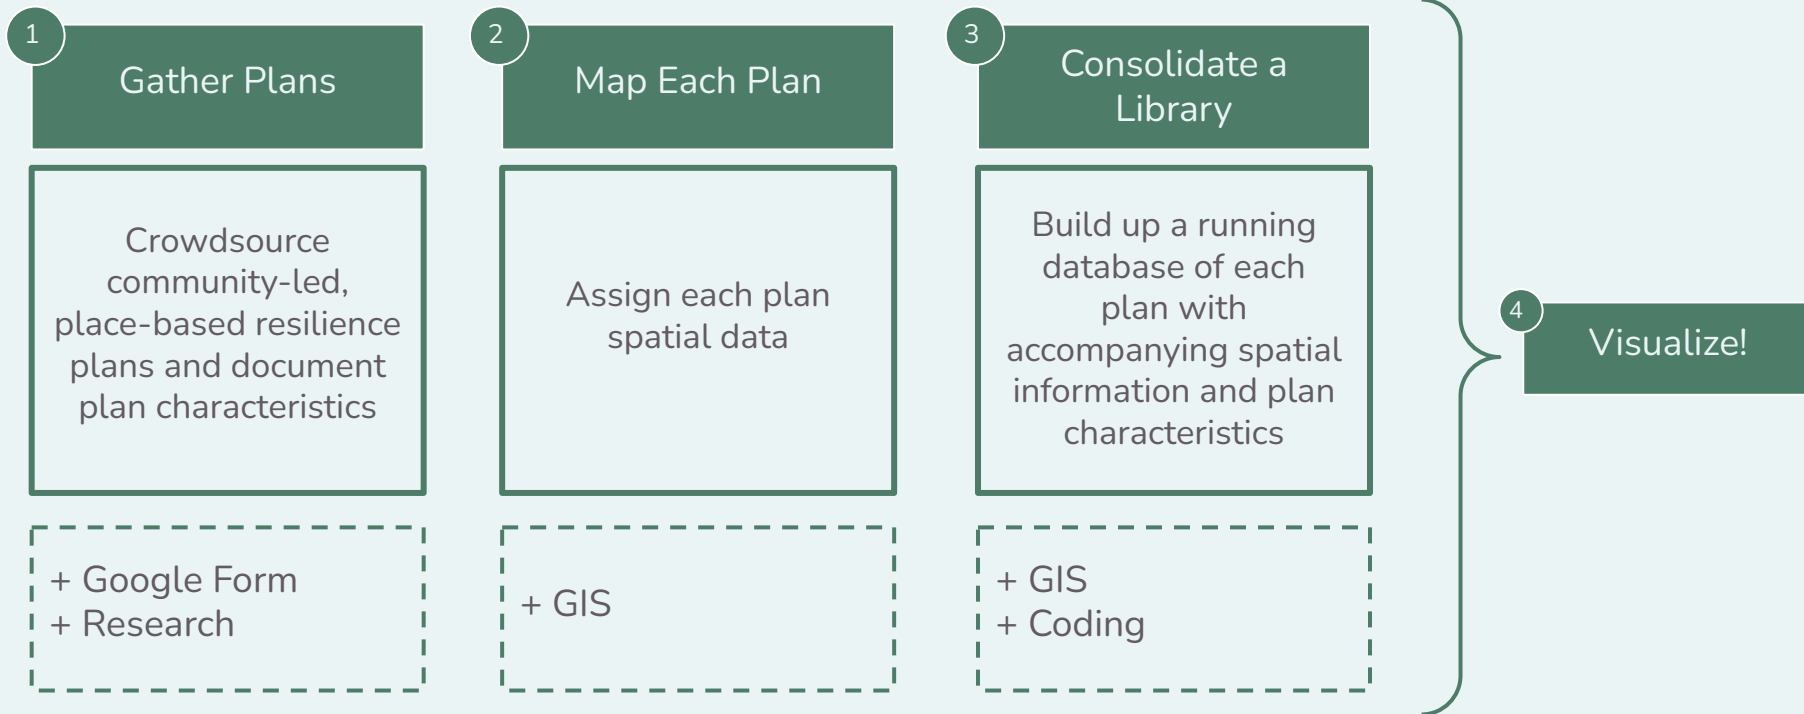 1
Gather Plans
Crowdsource
community-led,
place-based resilience
plans and document
plan characteristics
+ Google Form
+ Research
2
Map Each Plan
Assign each plan
spatial data
+ GIS
3
Consolidate a
Library
Build up a running
database of each
plan with
accompanying spatial
information and plan
characteristics
+ GIS
+ Coding
4
Visualize!